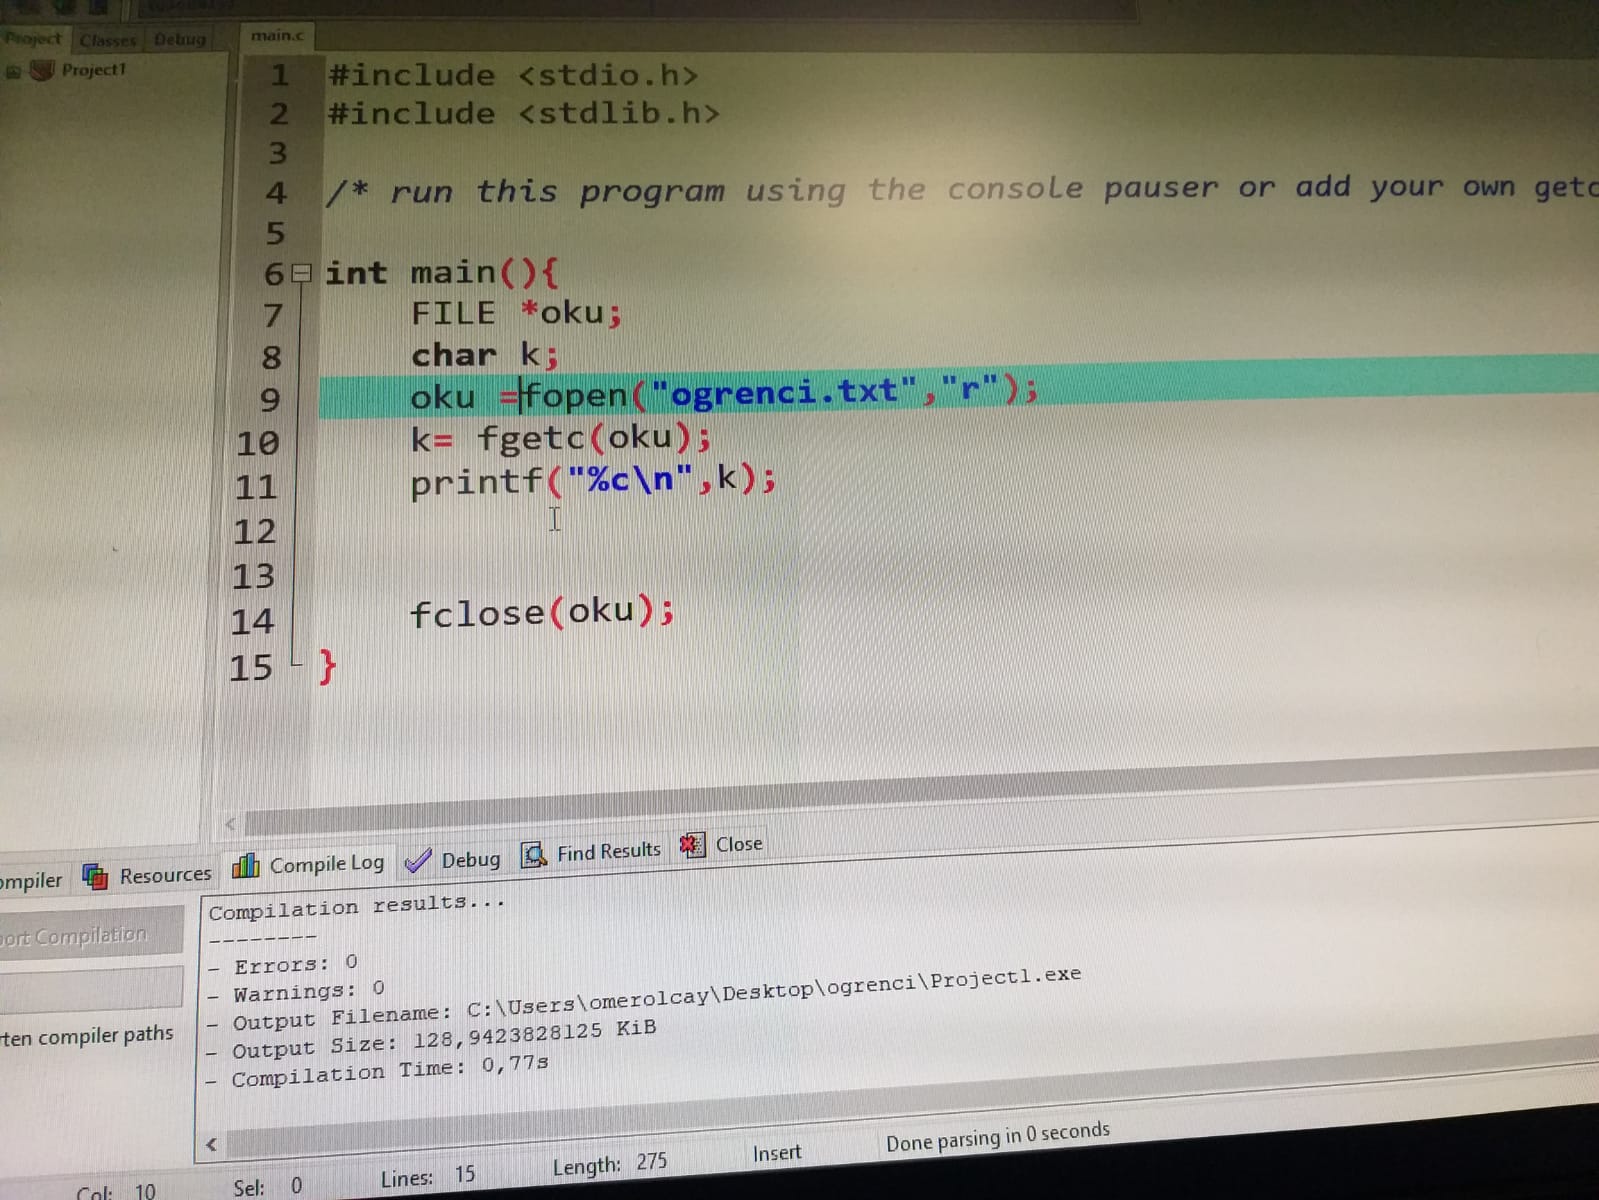 Project Classes Debug
Project1
main.c
1 #include <stdio.h>
2 #include <stdlib.h>
3
4 /* run this program using the console pauser or add your own getc
5
6 int main(){
7 FILE *oku;
8 char k;
9 oku =fopen("ogrenci.txt","r");
10 k= fgetc(oku);
11 printf("%c\n",k);
12
13
14 fclose(oku);
15 }
ompiler Resources Compile Log Debug Find Results Close
ort Compilation
rten compiler paths
Compilation results...
--------
- Errors: 0
- Warnings: 0
- Output Filename: C:\Users\omerolcay\Desktop\ogrenci\Project1.exe
- Output Size: 128,9423828125 KiB
- Compilation Time: 0,77s
Col: 10 Sel: 0 Lines: 15 Length: 275 Insert Done parsing in 0 seconds